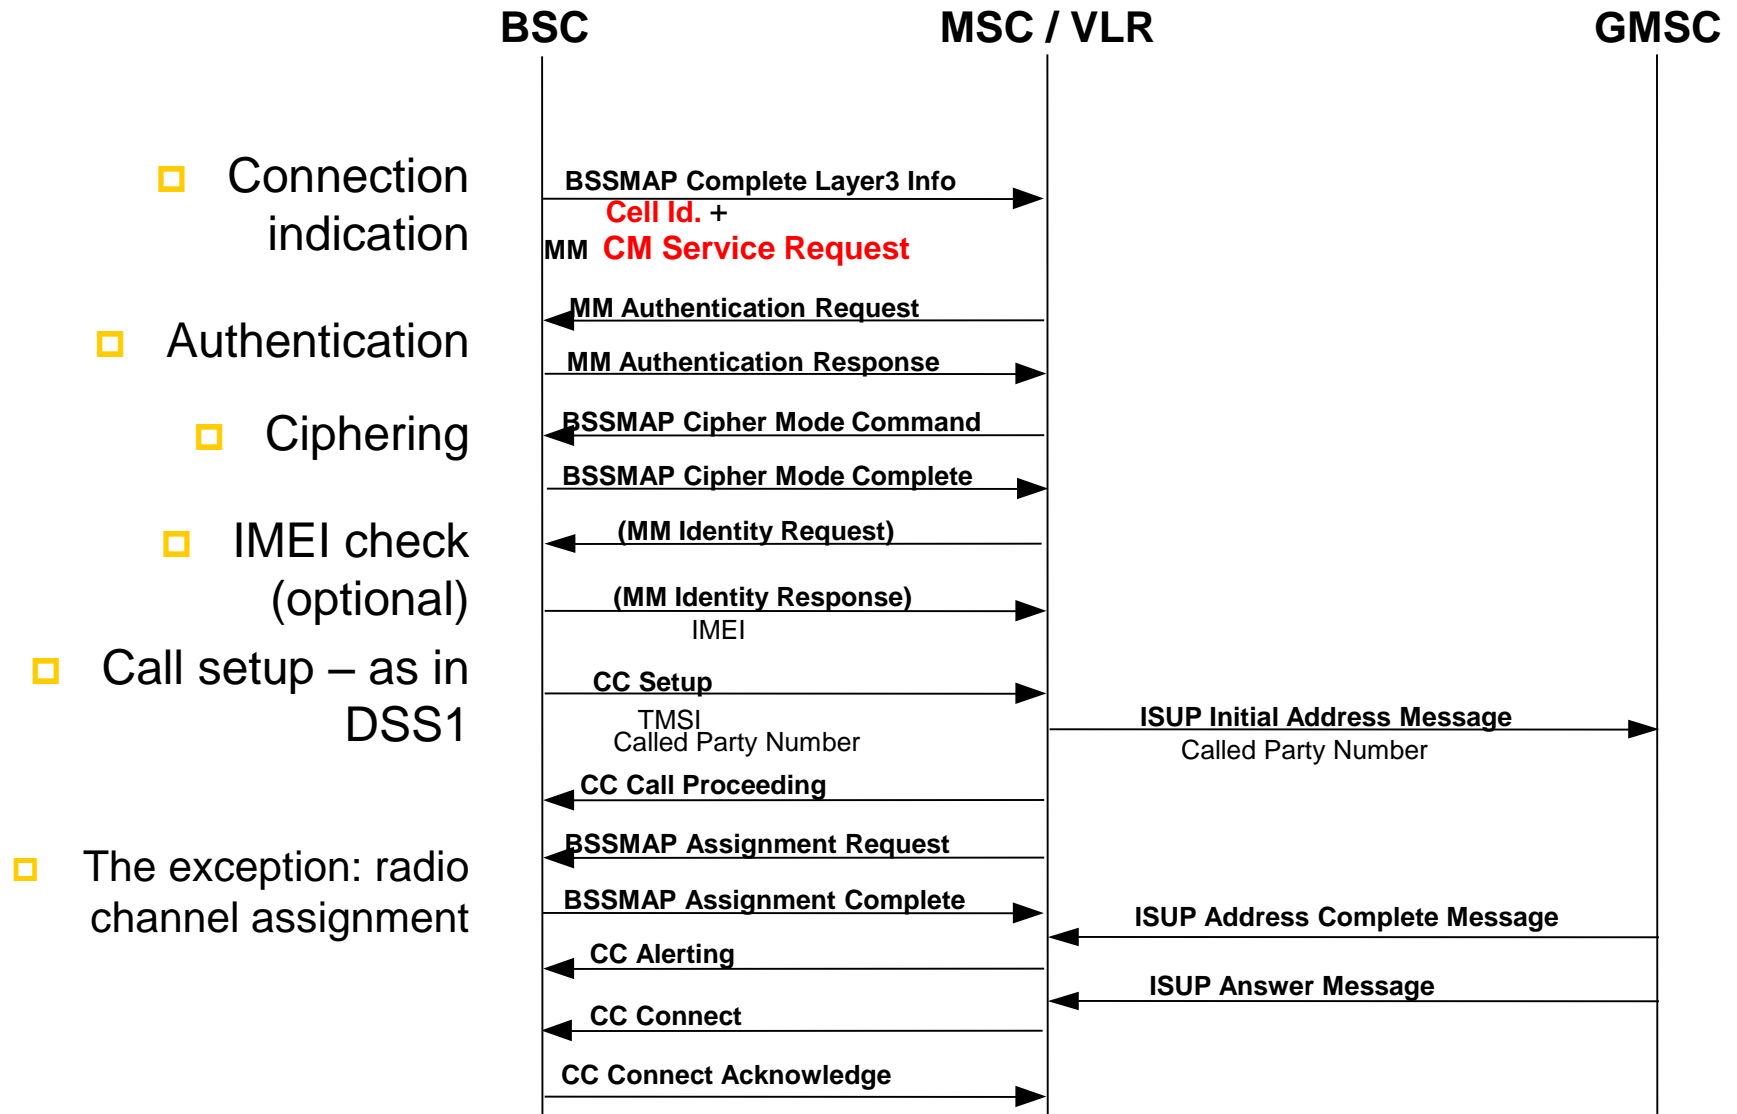 BSC MSC / VLR GMSC
Connection
indication
BSSMAP Complete Layer3 Info
Cell Id. +
MM CM Service Request
MM Authentication Request
Authentication
MM Authentication Response
Ciphering
BSSMAP Cipher Mode Command
BSSMAP Cipher Mode Complete
IMEI check
(optional)
(MM Identity Request)
(MM Identity Response)
IMEI
Call setup – as in
DSS1
CC Setup
TMSI
Called Party Number
ISUP Initial Address Message
Called Party Number
CC Call Proceeding
The exception: radio
channel assignment
BSSMAP Assignment Request
BSSMAP Assignment Complete
ISUP Address Complete Message
CC Alerting
ISUP Answer Message
CC Connect
CC Connect Acknowledge